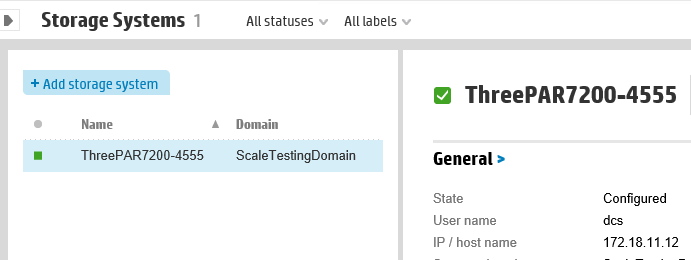 Storage Systems 1 All statuses All labels
+ Add storage system
Name Domain
ThreePAR7200-4555 ScaleTestingDomain
ThreePAR7200-4555
General >
State Configured
User name dcs
IP / host name 172.18.11.12